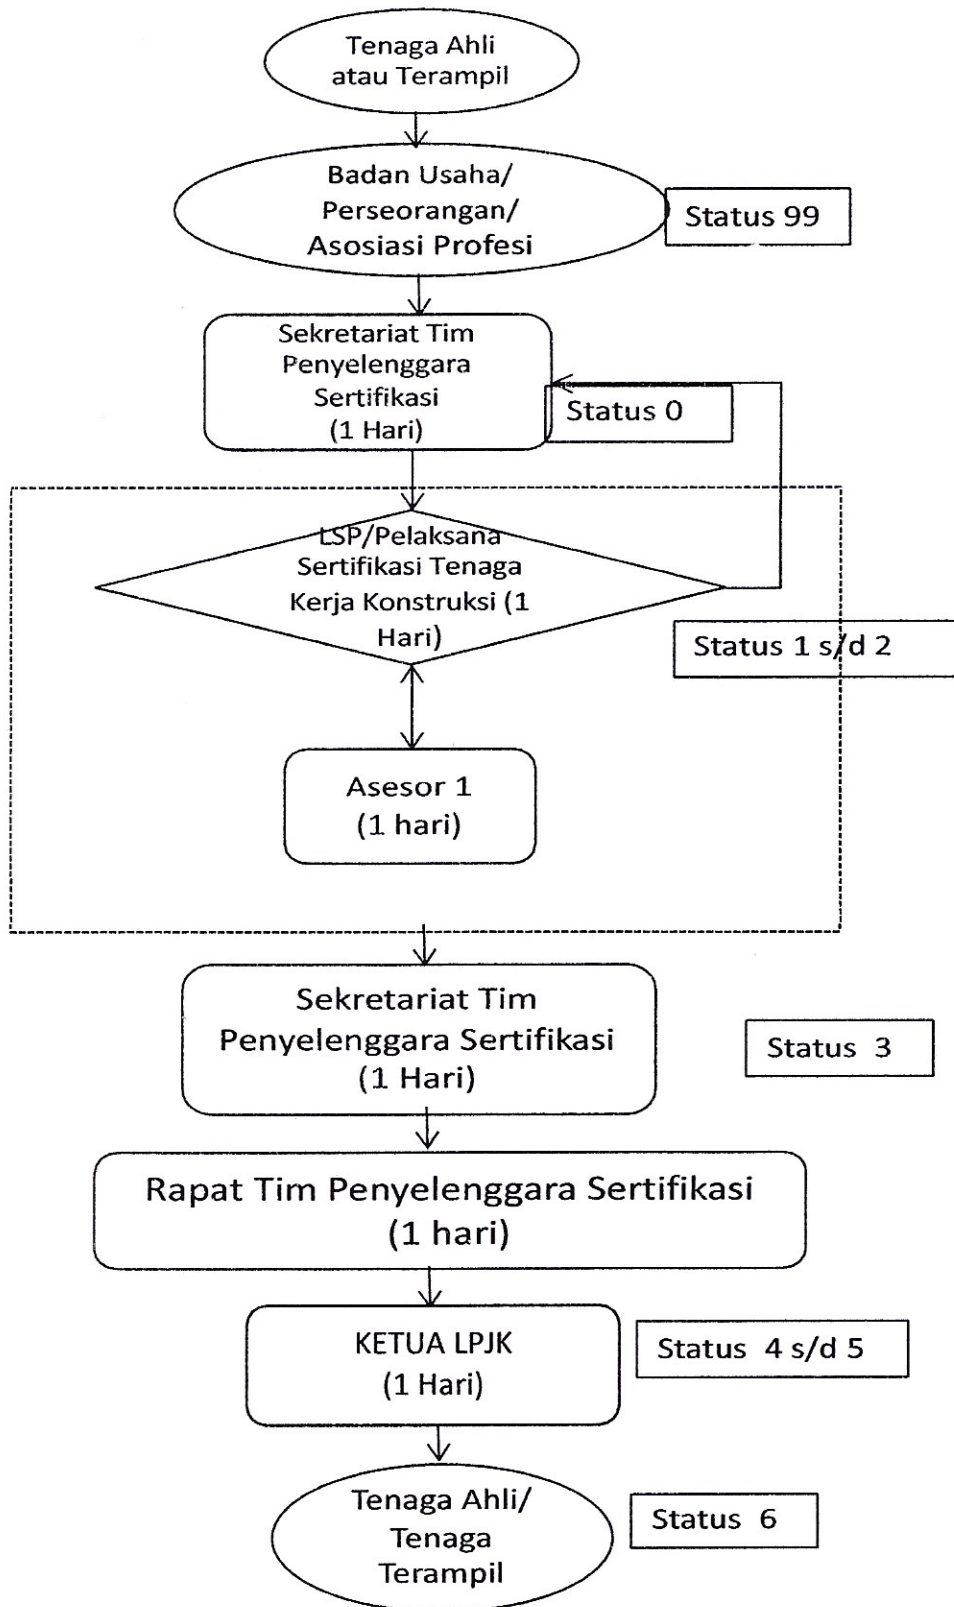 Tenaga Ahli
atau Terampil
Badan Usaha/
Perseorangan/
Asosiasi Profesi
Status 99
Sekretariat Tim
Penyelenggara
Sertifikasi
(1 Hari)
Status 0
LSP/Pelaksana
Sertifikasi Tenaga
Kerja Konstruksi (1
Hari)
Status 1 s/d 2
Asesor 1
(1 hari)
Sekretariat Tim
Penyelenggara Sertifikasi
(1 Hari)
Status 3
Rapat Tim Penyelenggara Sertifikasi
(1 hari)
KETUA LPJK
(1 Hari)
Status 4 s/d 5
Tenaga Ahli/
Tenaga
Terampil
Status 6